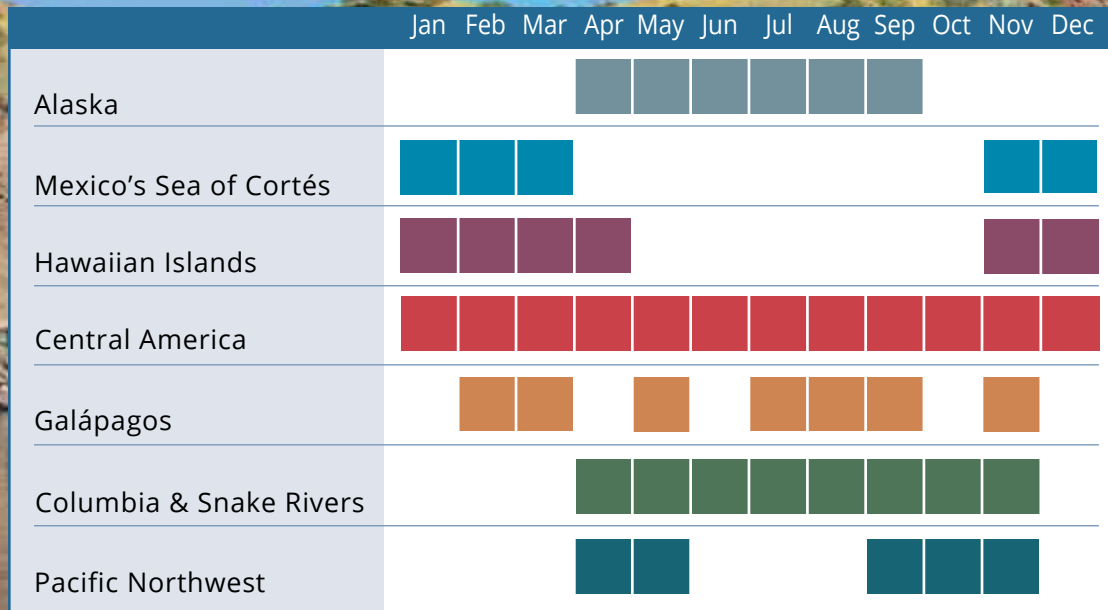 Jan Feb Mar Apr May Jun Jul Aug Sep Oct Nov Dec
Alaska
Mexico’s Sea of Cortés
Hawaiian Islands
Central America
Galápagos
Columbia & Snake Rivers
Pacific Northwest